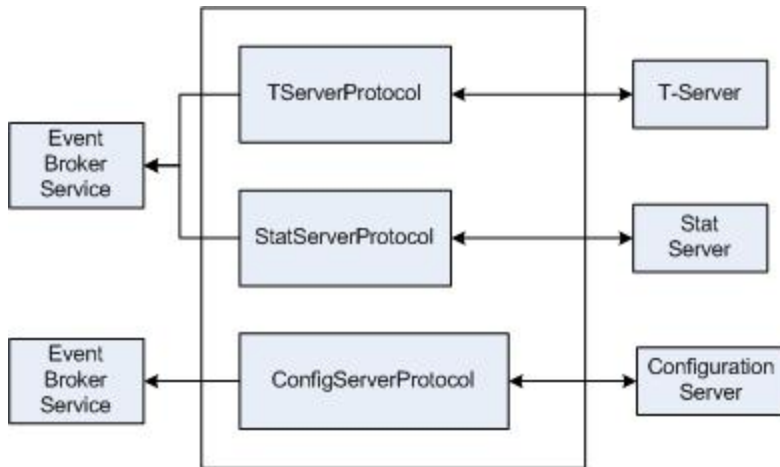 TServerProtocol
T-Server
Event
Broker
Service
StatServerProtocol
Stat
Server
Event
Broker
Service
ConfigServerProtocol
Configuration
Server